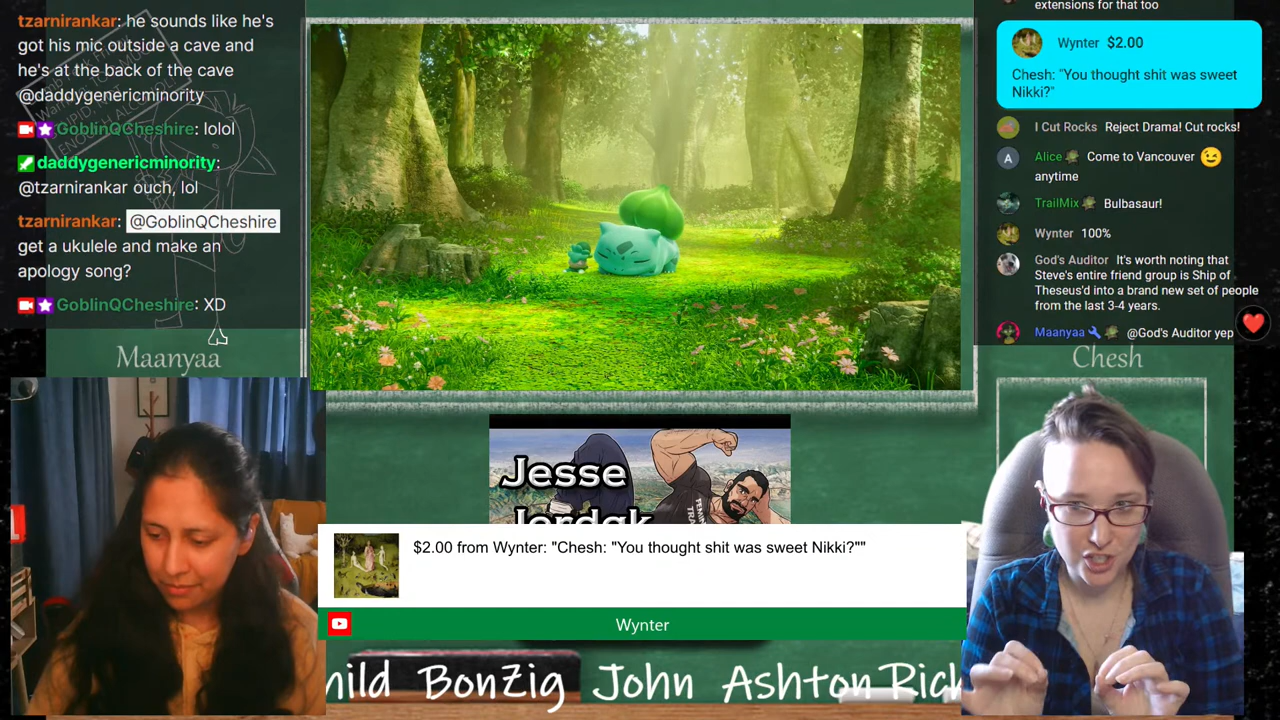 tzarnirankar: he sounds like he's
got his mic outside a cave and
he's at the back of the cave
@daddygenericminority
GoblinQCheshire: lolol
daddygenericminority:
@tzarnirankar ouch, lol
tzarnirankar: @GoblinQCheshire
get a ukulele and make an
apology song?
GoblinQCheshire: XD
Maanyaa
extensions for that too
Wynter $2.00
Chesh: "You thought shit was sweet
Nikki?"
I Cut Rocks Reject Drama! Cut rocks!
A Alice Come to Vancouver
anytime
TrailMix Bulbasaur!
Wynter 100%
God's Auditor It's worth noting that
Steve's entire friend group is Ship of
Theseus'd into a brand new set of people
from the last 3-4 years.
Maanyaa @God's Auditor yep
Chesh
Jesse
Jerdak
$2.00 from Wynter: "Chesh: "You thought shit was sweet Nikki?""
Wynter
hild BonZig John Ashton Rich